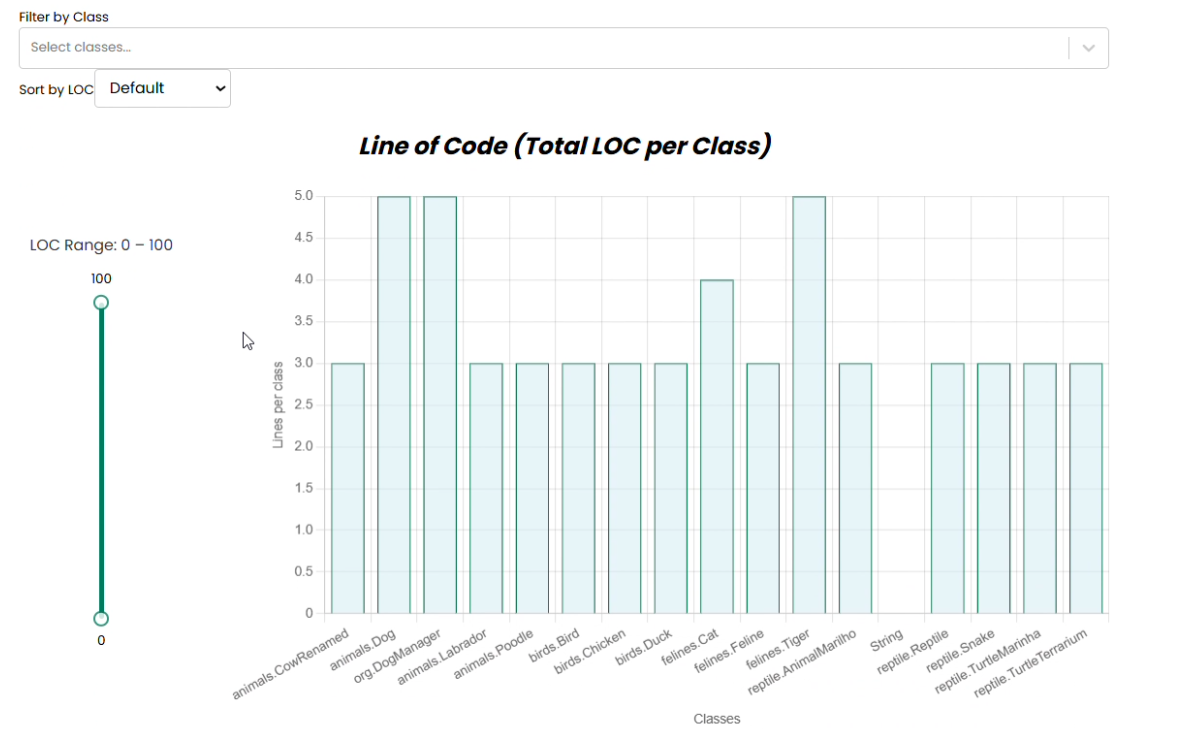 Filter by Class
Select classes...
Sort by LOC Default
Line of Code (Total LOC per Class)
LOC Range: 0 – 100
100
0
Lines per class
5.0
4.5
4.0
3.5
3.0
2.5
2.0
1.5
1.0
0.5
0
animals.CowRenamed
animals.Dog
org.DogManager
animals.Labrador
animals.Poodle
birds.Bird
birds.Chicken
birds.Duck
felines.Cat
felines.Feline
felines.Tiger
reptile.AnimalMarilho
String
reptile.Reptile
reptile.Snake
reptile.TurtleMarinha
reptile.TurtleTerrarium
Classes